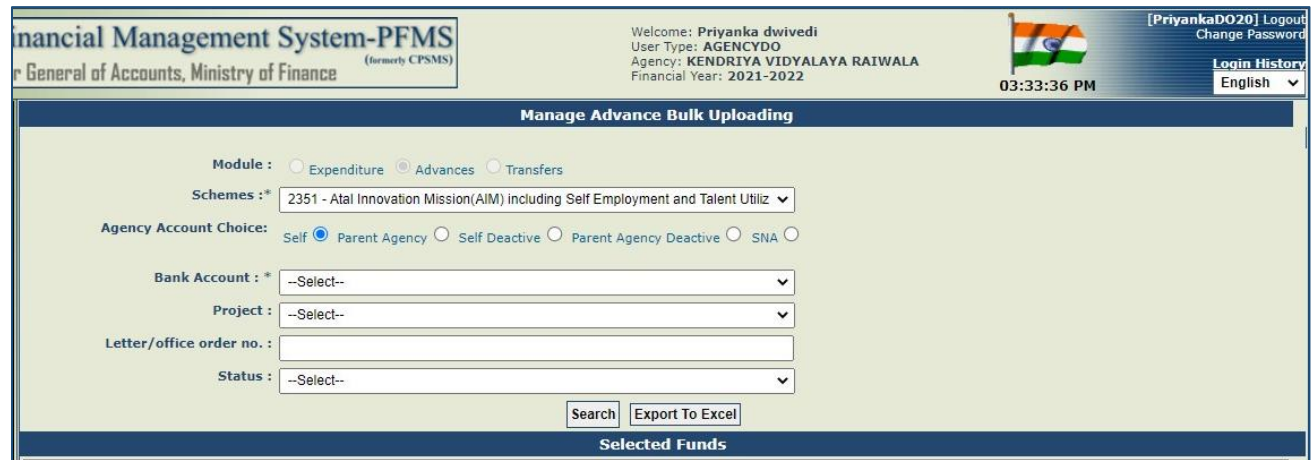 inancial Management System-PFMS
(formerly CPSMS)
r General of Accounts, Ministry of Finance
Welcome: Priyanka dwivedi
User Type: AGENCYDO
Agency: KENDRIYA VIDYALAYA RAIWALA
Financial Year: 2021-2022
03:33:36 PM
[PriyankaDO20] Logout
Change Password
Login History
English
Manage Advance Bulk Uploading
Module : Expenditure Advances Transfers
Schemes :* 2351 - Atal Innovation Mission(AIM) including Self Employment and Talent Utiliz
Agency Account Choice: Self Parent Agency Self Deactive Parent Agency Deactive SNA
Bank Account : * --Select--
Project : --Select--
Letter/office order no. :
Status : --Select--
Search Export To Excel
Selected Funds